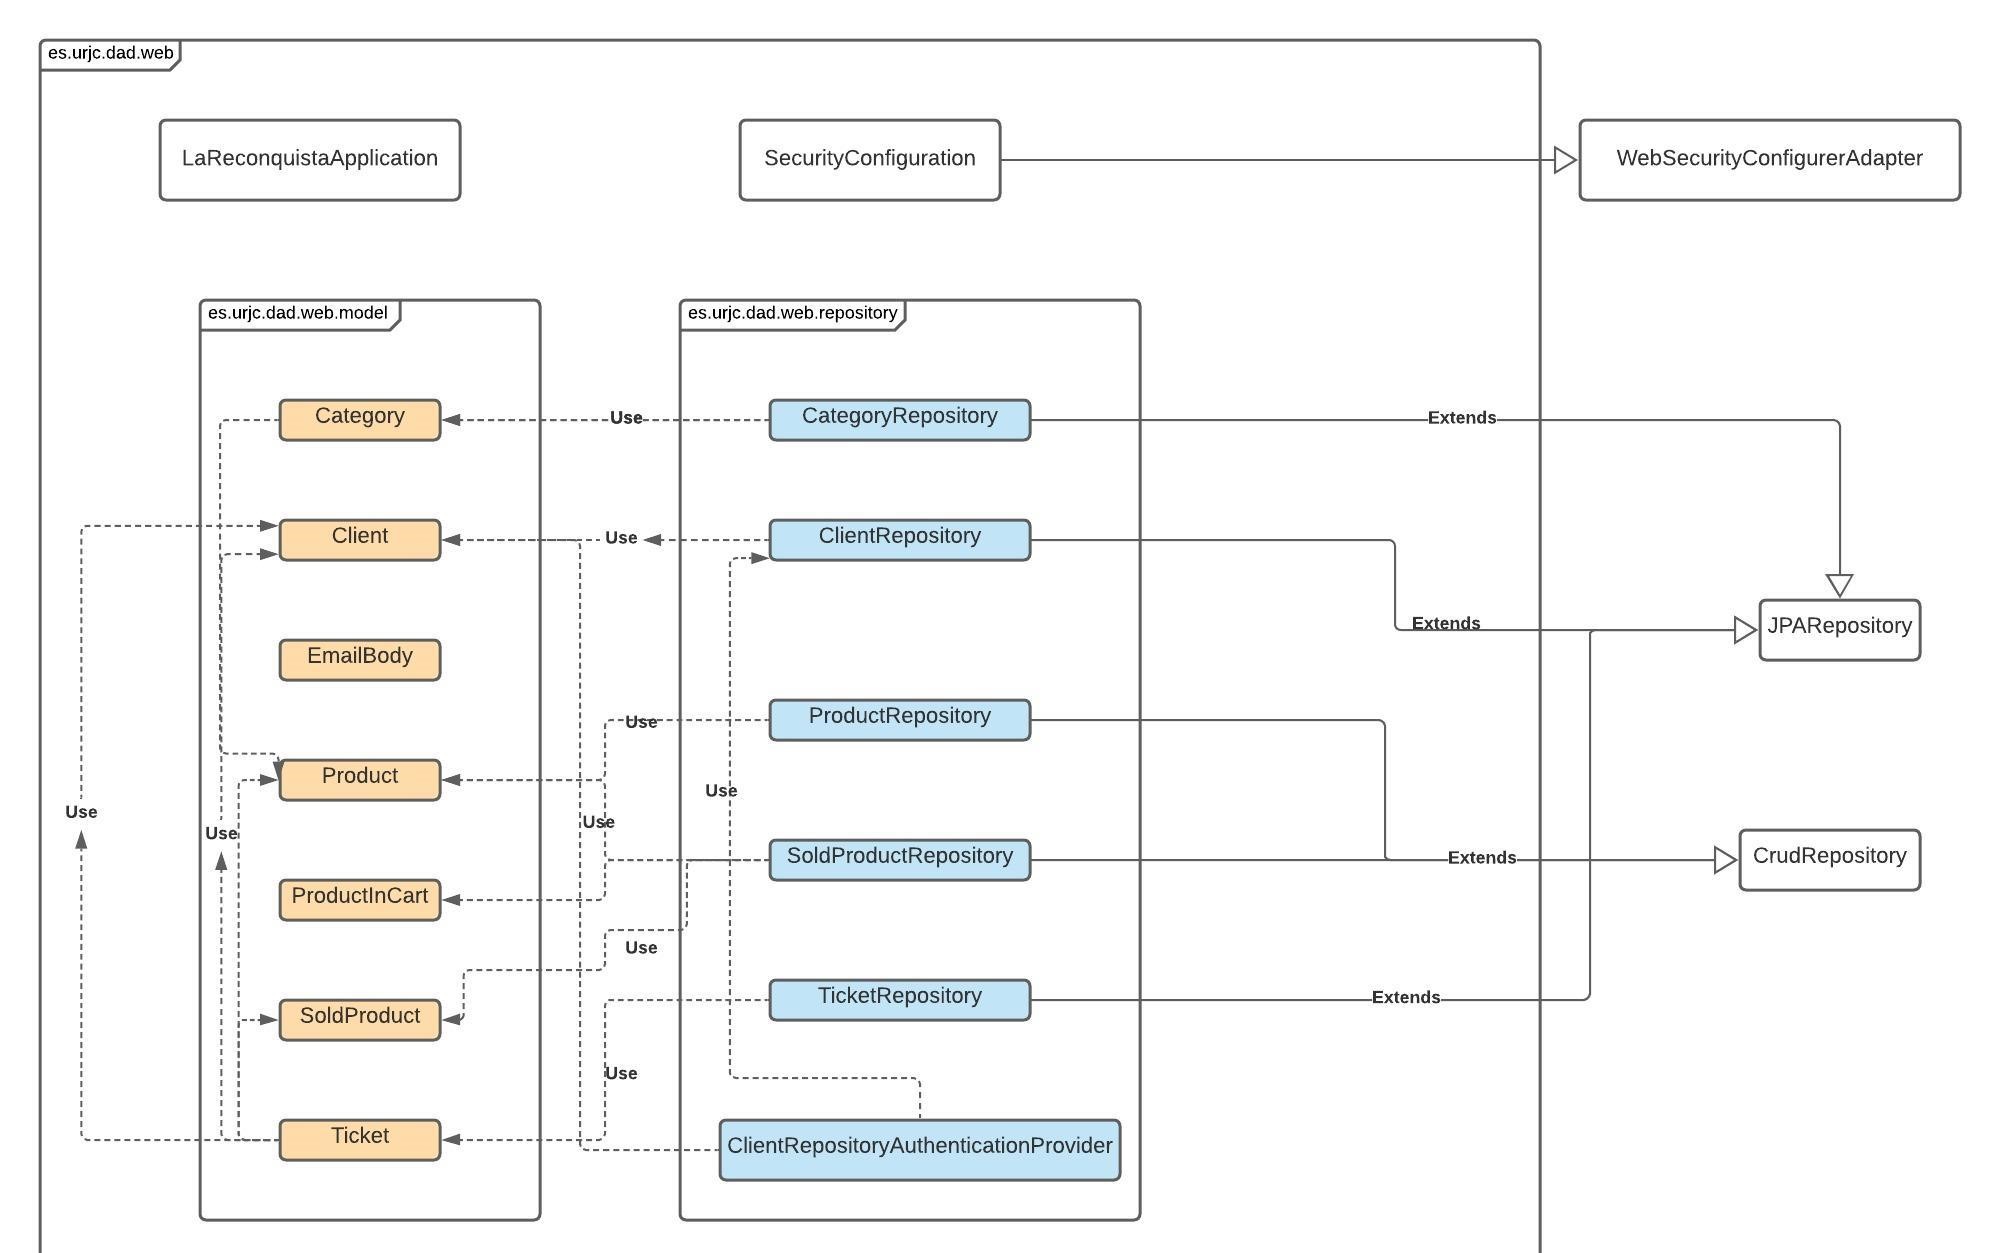 es.urjc.dad.web
LaReconquistaApplication
SecurityConfiguration
WebSecurityConfigurerAdapter
es.urjc.dad.web.model
es.urjc.dad.web.repository
Category
Use
CategoryRepository
Extends
Client
Use
ClientRepository
Extends
JPARepository
EmailBody
Product
Use
ProductRepository
Use
Use
Use
Use
SoldProductRepository
Extends
CrudRepository
ProductInCart
Use
SoldProduct
TicketRepository
Extends
Use
Ticket
ClientRepositoryAuthenticationProvider